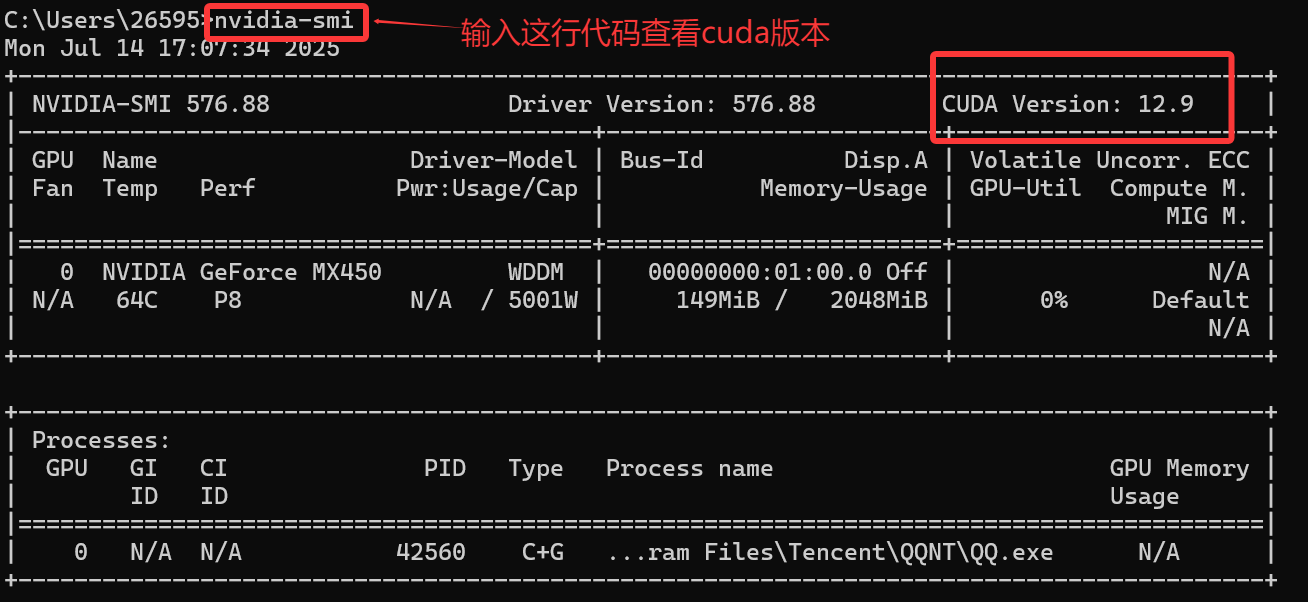 C:\Users\26595>nvidia-smi
输入这行代码查看cuda版本
Mon Jul 14 17:07:34 2025
+-----------------------------------------------------------------------------------------+
| NVIDIA-SMI 576.88                 Driver Version: 576.88         CUDA Version: 12.9     |
|-----------------------------------------+------------------------+----------------------+
| GPU  Name                  Driver-Model | Bus-Id          Disp.A | Volatile Uncorr. ECC |
| Fan  Temp   Perf          Pwr:Usage/Cap |           Memory-Usage | GPU-Util  Compute M. |
|                                         |                        |               MIG M. |
|=========================================+========================+======================|
|   0  NVIDIA GeForce MX450         WDDM  |   00000000:01:00.0 Off |                  N/A |
| N/A   64C    P8            N/A  / 5001W |     149MiB /   2048MiB |      0%      Default |
|                                         |                        |                  N/A |
+-----------------------------------------+------------------------+----------------------+
+-----------------------------------------------------------------------------------------+
| Processes:                                                                              |
|  GPU   GI   CI              PID   Type   Process name                        GPU Memory |
|        ID   ID                                                               Usage      |
|=========================================================================================|
|    0   N/A  N/A           42560    C+G   ...ram Files\Tencent\QQNT\QQ.exe      N/A      |
+-----------------------------------------------------------------------------------------+